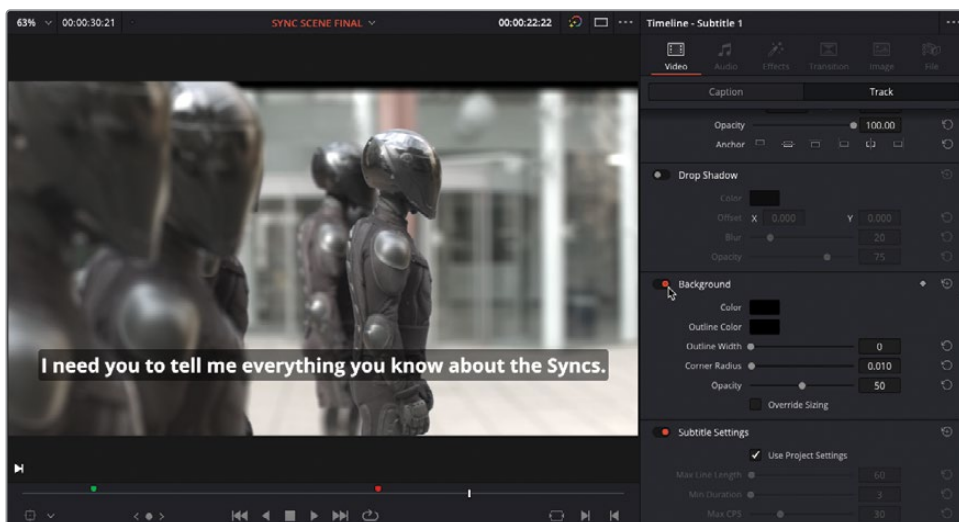 63% 00:00:30:21 SYNC SCENE FINAL 00:00:22:22 ••• Timeline - Subtitle 1 •••
Video Audio Effects Transition Image File
Caption Track
Opacity 100.00
Anchor
Drop Shadow
Color
Offset X 0.000 Y 0.000
Blur 20
Opacity 75
Background
Color
Outline Color
Outline Width 0
Corner Radius 0.010
Opacity 50
Override Sizing
I need you to tell me everything you know about the Syncs.
Subtitle Settings
Use Project Settings
Max Line Length 60
Min Duration 3
Max CPS 30